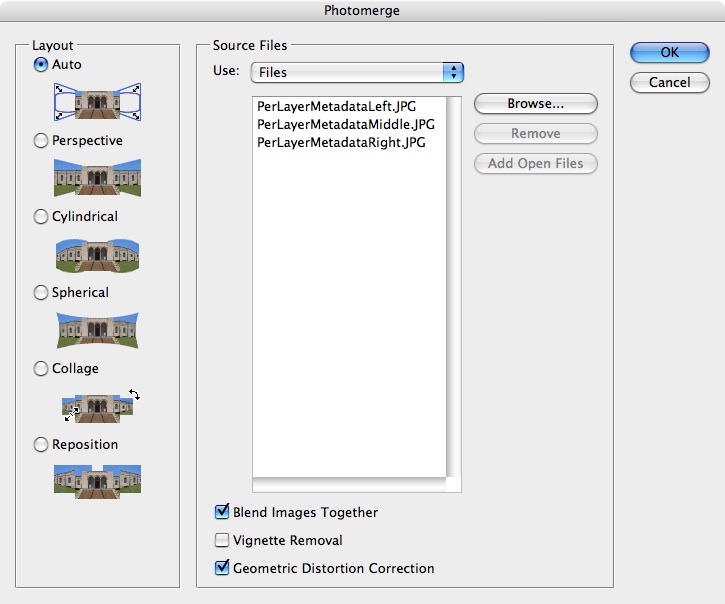 Photomerge
Layout
Auto
Perspective
Cylindrical
Spherical
Collage
Reposition
Source Files
Use: Files
PerLayerMetadataLeft.JPG
PerLayerMetadataMiddle.JPG
PerLayerMetadataRight.JPG
Browse...
Remove
Add Open Files
Blend Images Together
Vignette Removal
Geometric Distortion Correction
OK
Cancel